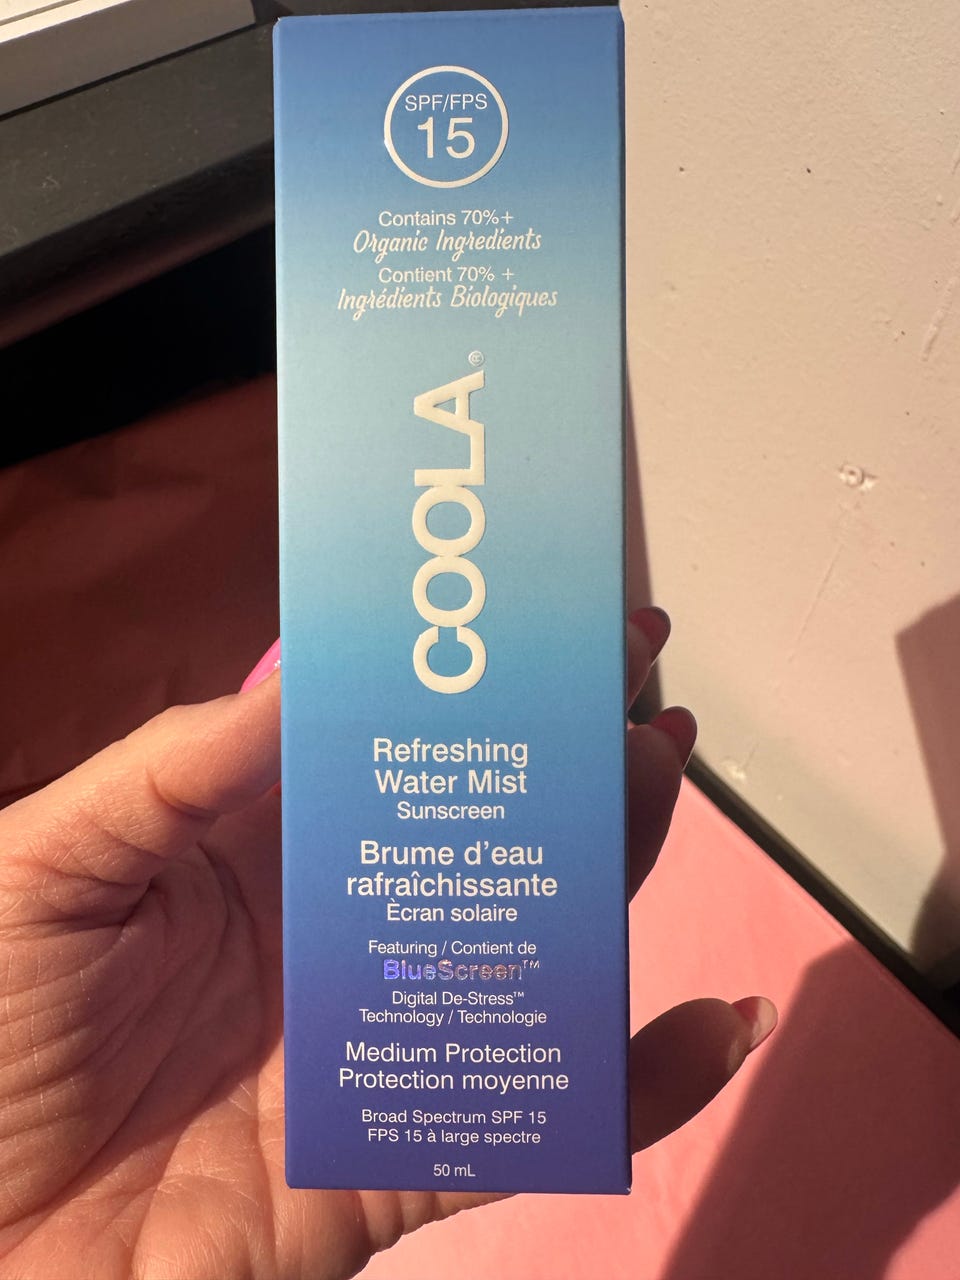 SPF/FPS
15
Contains 70%+
Organic Ingredients
Contient 70% +
Ingrédients Biologiques
COOLA®
Refreshing
Water Mist
Sunscreen
Brume d'eau
rafraîchissante
Ècran solaire
Featuring / Contient de
BlueScreen™
Digital De-Stress™
Technology / Technologie
Medium Protection
Protection moyenne
Broad Spectrum SPF 15
FPS 15 à large spectre
50 mL